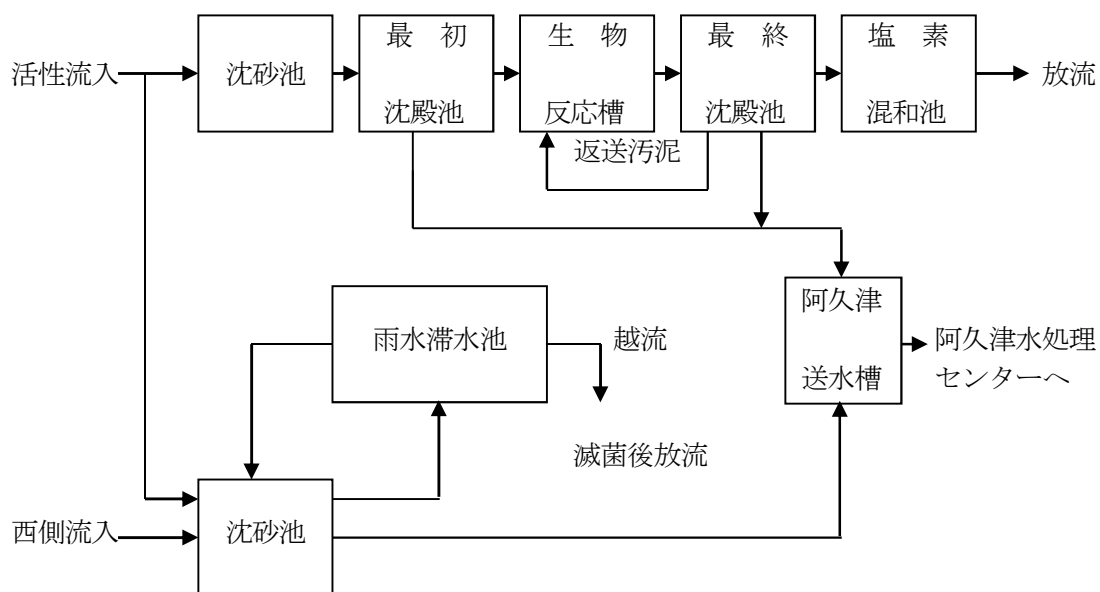 活性流入
沈砂池
最 初
沈殿池
生 物
反応槽
最 終
沈殿池
塩 素
混和池
放流
返送汚泥
雨水滞水池
越流
滅菌後放流
阿久津
送水槽
阿久津水処理
センターへ
西側流入
沈砂池